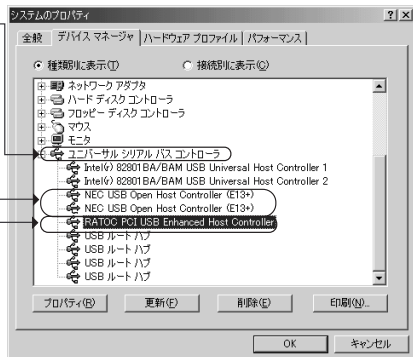 システムのプロパティ
全般 デバイス マネージャ ハードウェア プロファイル パフォーマンス
種類別に表示(T) 接続別に表示(C)
ネットワーク アダプタ
ハード ディスク コントローラ
フロッピー ディスク コントローラ
マウス
モニタ
ユニバーサル シリアル バス コントローラ
Intel(r) 82801BA/BAM USB Universal Host Controller 1
Intel(r) 82801BA/BAM USB Universal Host Controller 2
NEC USB Open Host Controller (E13+)
NEC USB Open Host Controller (E13+)
RATOC PCI USB Enhanced Host Controller
USB ルート ハブ
USB ルート ハブ
USB ルート ハブ
USB ルート ハブ
プロパティ(R) 更新(F) 削除(E) 印刷(N)...
OK キャンセル